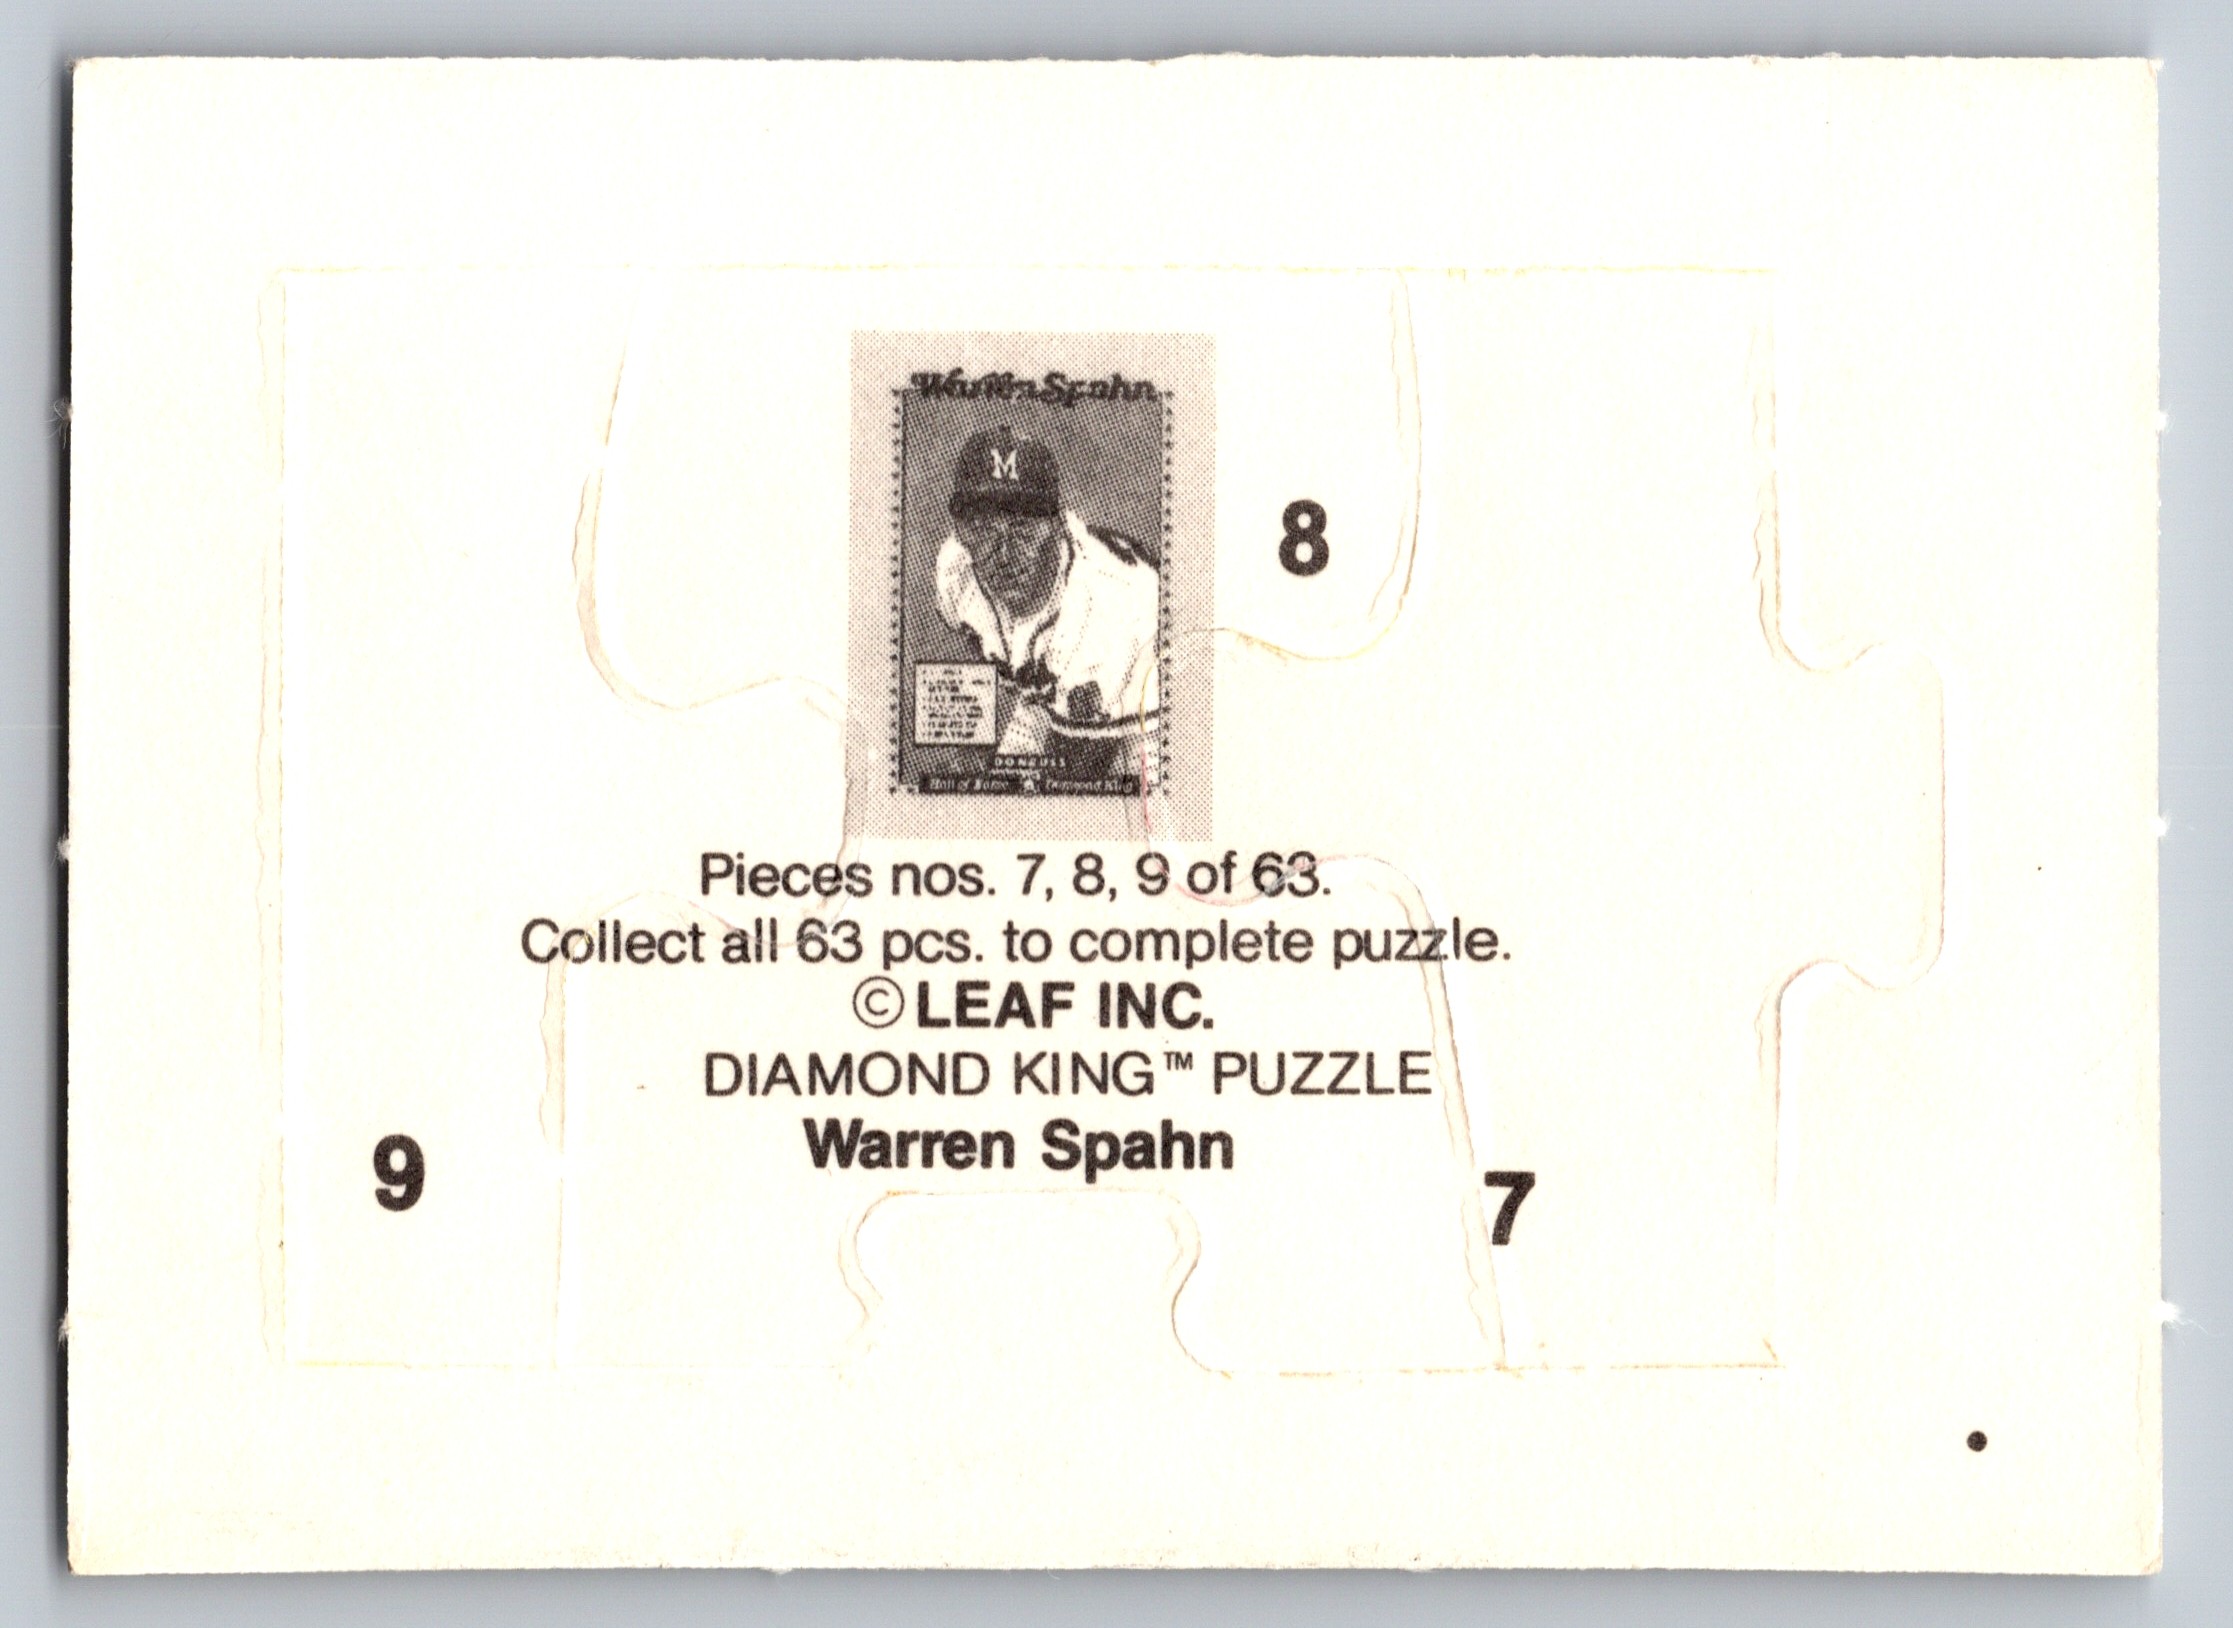 Warren Spahn
M
DONRUSS
Hall of Fame Diamond King
8
Pieces nos. 7, 8, 9 of 63.
Collect all 63 pcs. to complete puzzle.
© LEAF INC.
DIAMOND KING™ PUZZLE
Warren Spahn
9
7